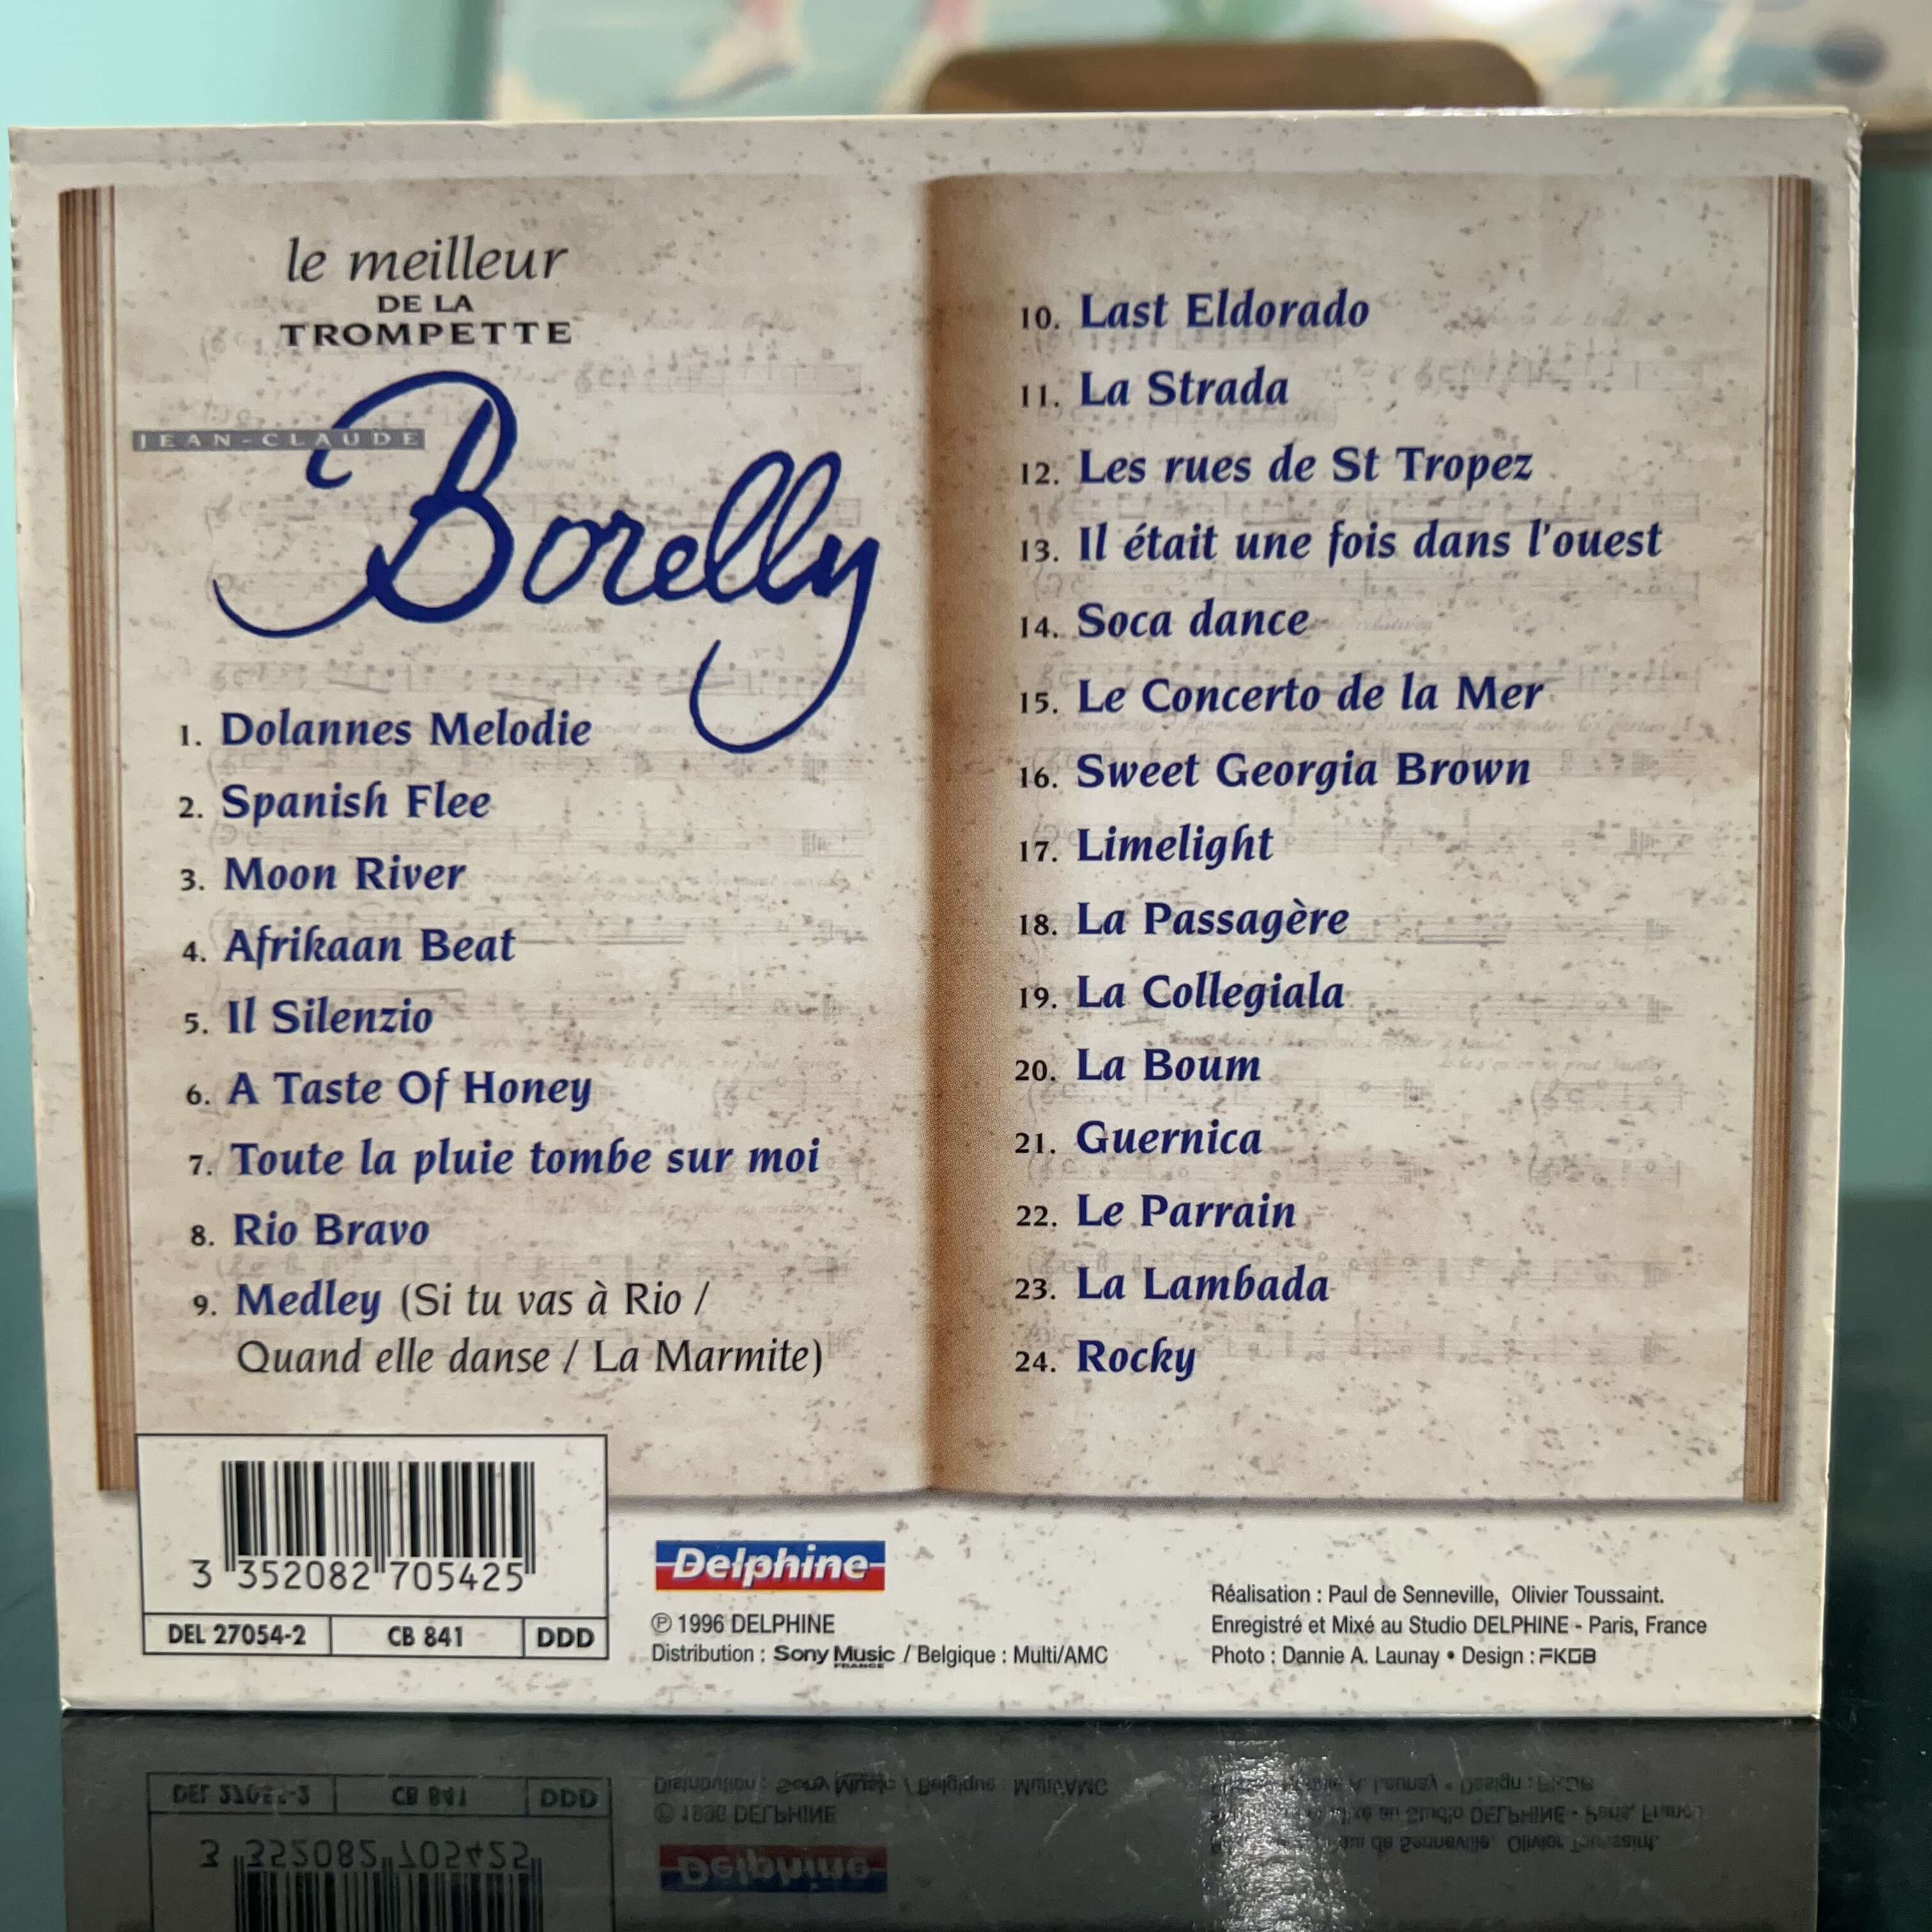 le meilleur
DE LA
TROMPETTE
JEAN-CLAUDE
Borelly
1. Dolannes Melodie
2. Spanish Flee
3. Moon River
4. Afrikaan Beat
5. Il Silenzio
6. A Taste Of Honey
7. Toute la pluie tombe sur moi
8. Rio Bravo
9. Medley (Si tu vas à Rio /
Quand elle danse / La Marmite)
10. Last Eldorado
11. La Strada
12. Les rues de St Tropez
13. Il était une fois dans l'ouest
14. Soca dance
15. Le Concerto de la Mer
16. Sweet Georgia Brown
17. Limelight
18. La Passagère
19. La Collegiala
20. La Boum
21. Guernica
22. Le Parrain
23. La Lambada
24. Rocky
3 352082 705425
DEL 27054-2 CB 841 DDD
Delphine
℗ 1996 DELPHINE
Distribution : Sony Music FRANCE / Belgique : Multi/AMC
Réalisation : Paul de Senneville, Olivier Toussaint.
Enregistré et Mixé au Studio DELPHINE - Paris, France
Photo : Dannie A. Launay • Design : FKGB